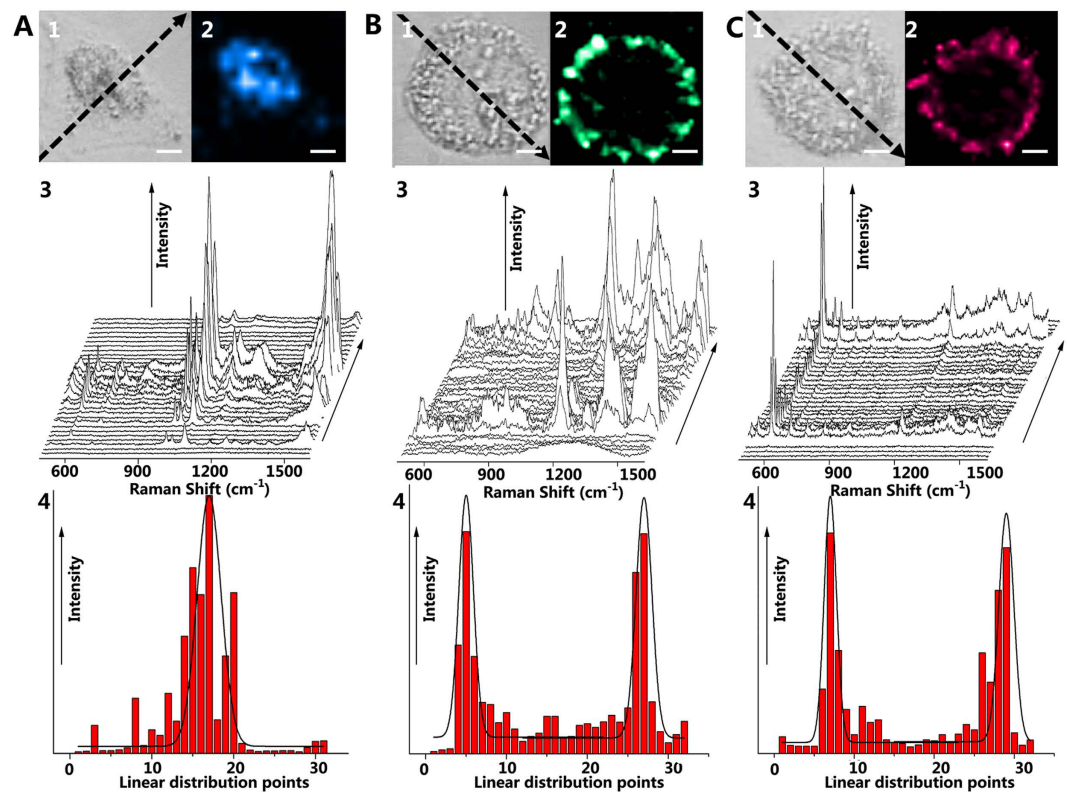 A 1 2 B 1 2 C 1 2
3 Intensity 3 Intensity 3 Intensity
600 900 1200 1500 600 900 1200 1500 600 900 1200 1500
Raman Shift (cm-1) Raman Shift (cm-1) Raman Shift (cm-1)
4 Intensity 4 Intensity 4 Intensity
0 10 20 30 0 10 20 30 0 10 20 30
Linear distribution points Linear distribution points Linear distribution points